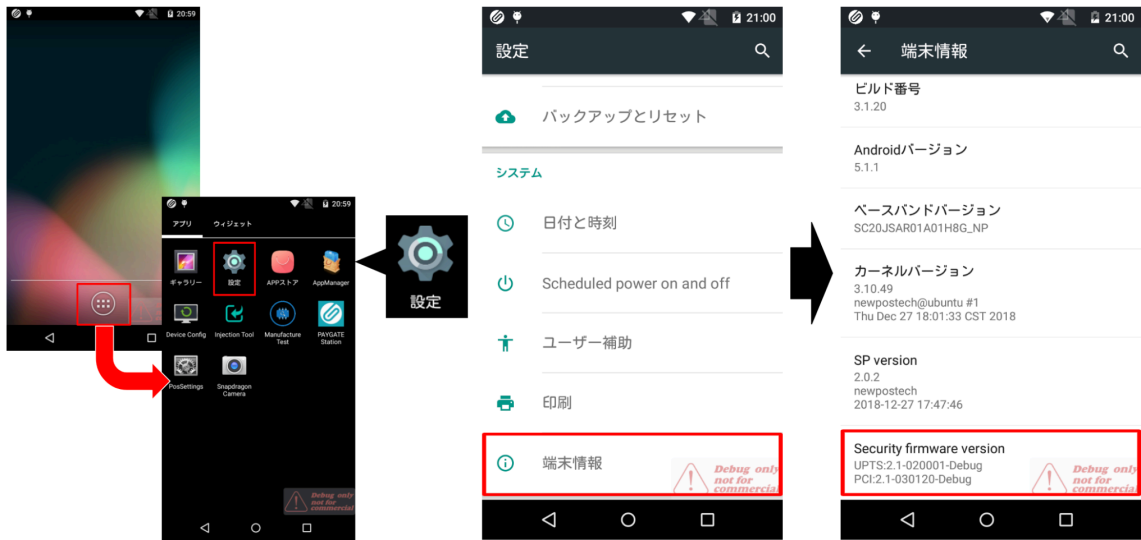 20:59
20:59
アプリ
ウィジェット
ギャラリー
設定
APPストア
AppManager
Device Config
Injection Tool
Manufacture
Test
PAYGATE
Station
PosSettings
Snapdragon
Camera
Debug only
not for
commercial
設定
21:00
設定
バックアップとリセット
システム
日付と時刻
Scheduled power on and off
ユーザー補助
印刷
端末情報
Debug only
not for
commercial
21:00
端末情報
ビルド番号
3.1.20
Androidバージョン
5.1.1
ベースバンドバージョン
SC20JSAR01A01H8G_NP
カーネルバージョン
3.10.49
newpostech@ubuntu #1
Thu Dec 27 18:01:33 CST 2018
SP version
2.0.2
newpostech
2018-12-27 17:47:46
Security firmware version
UPTS:2.1-020001-Debug
PCI:2.1-030120-Debug
Debug only
not for
commercial